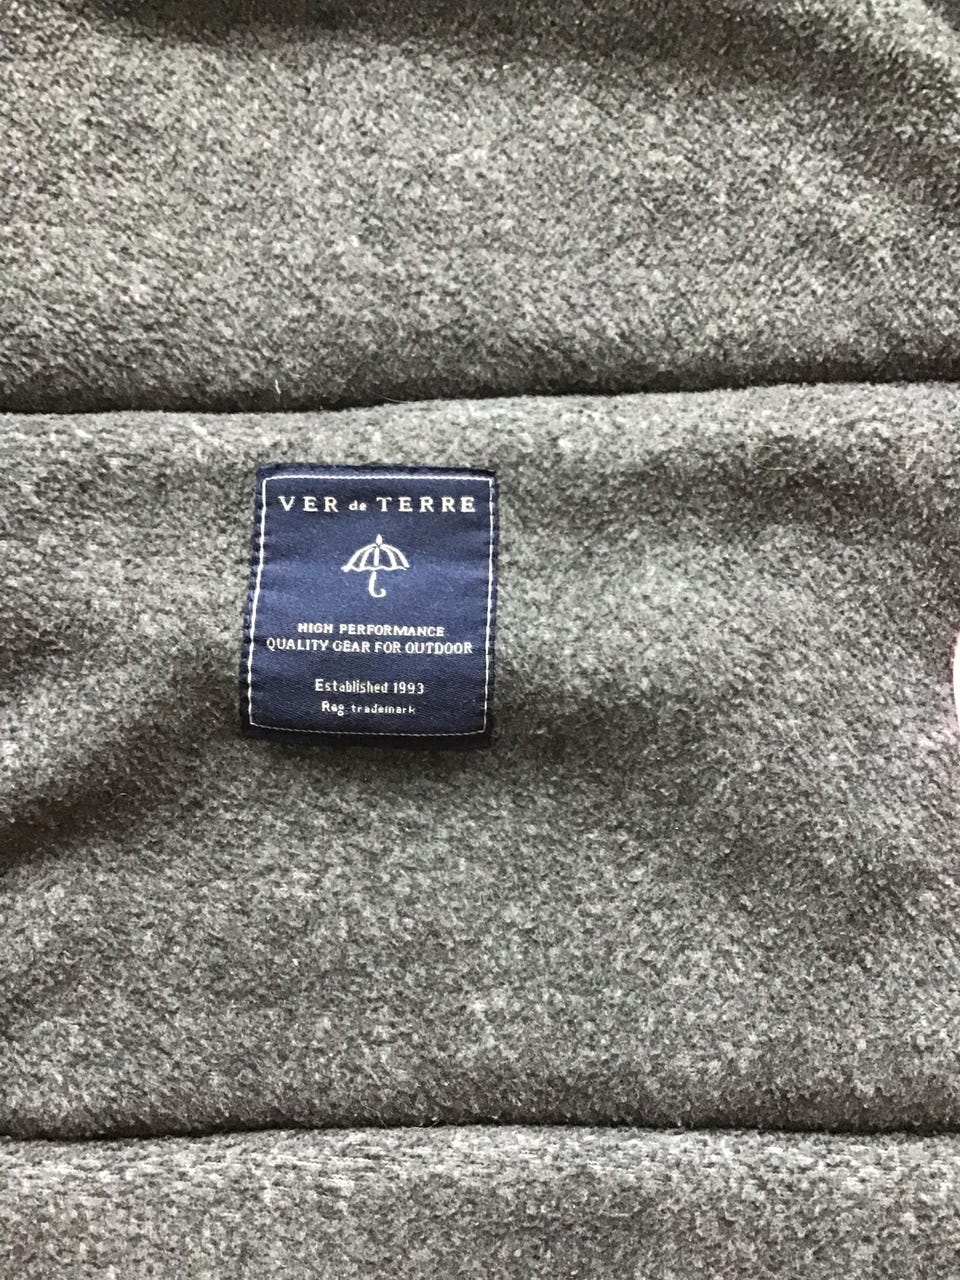 VER de TERRE
HIGH PERFORMANCE
QUALITY GEAR FOR OUTDOOR
Established 1993
Reg. trademark